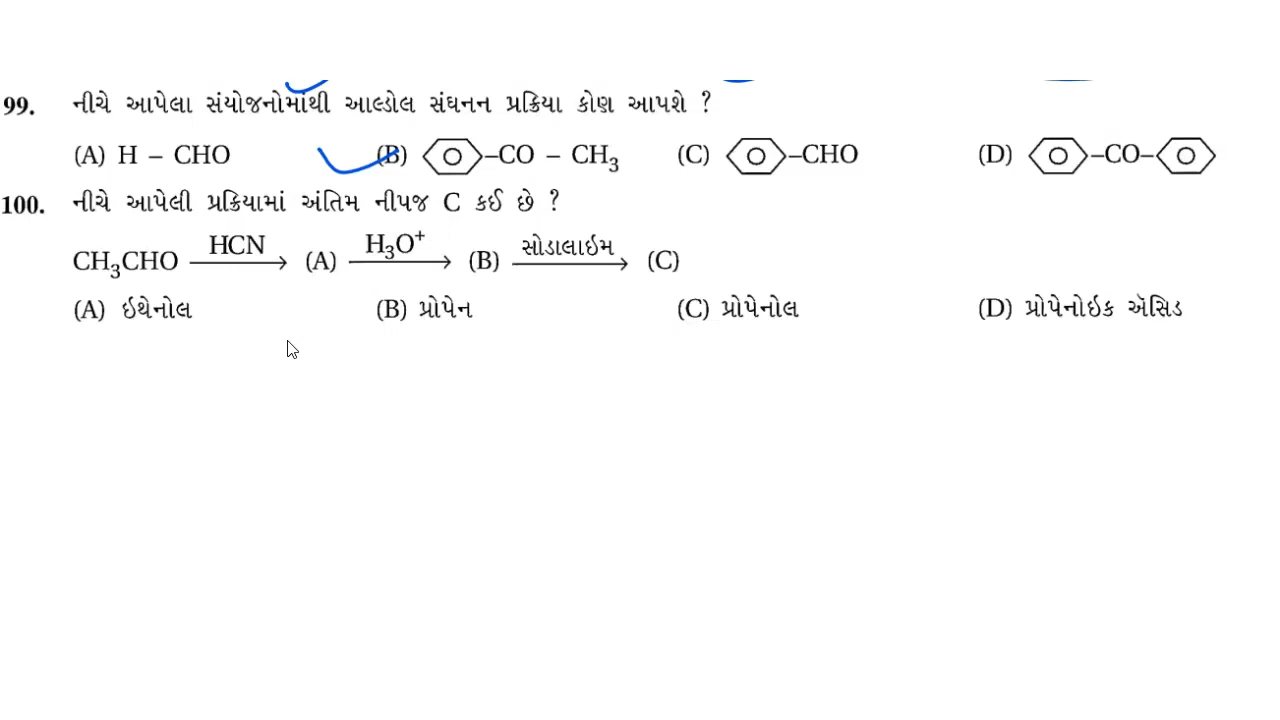 99. નીચે આપેલા સંયોજનોમાંથી આલ્ડોલ સંઘનન પ્રક્રિયા કોણ આપશે ?
(A) H – CHO (B) –CO – CH3 (C) –CHO (D) –CO–
100. નીચે આપેલી પ્રક્રિયામાં અંતિમ નીપજ C કઈ છે ?
CH3CHO HCN (A) H3O+ (B) સોડાલાઇમ (C)
(A) ઇથેનોલ (B) પ્રોપેન (C) પ્રોપેનોલ (D) પ્રોપેનોઇક ઍસિડ